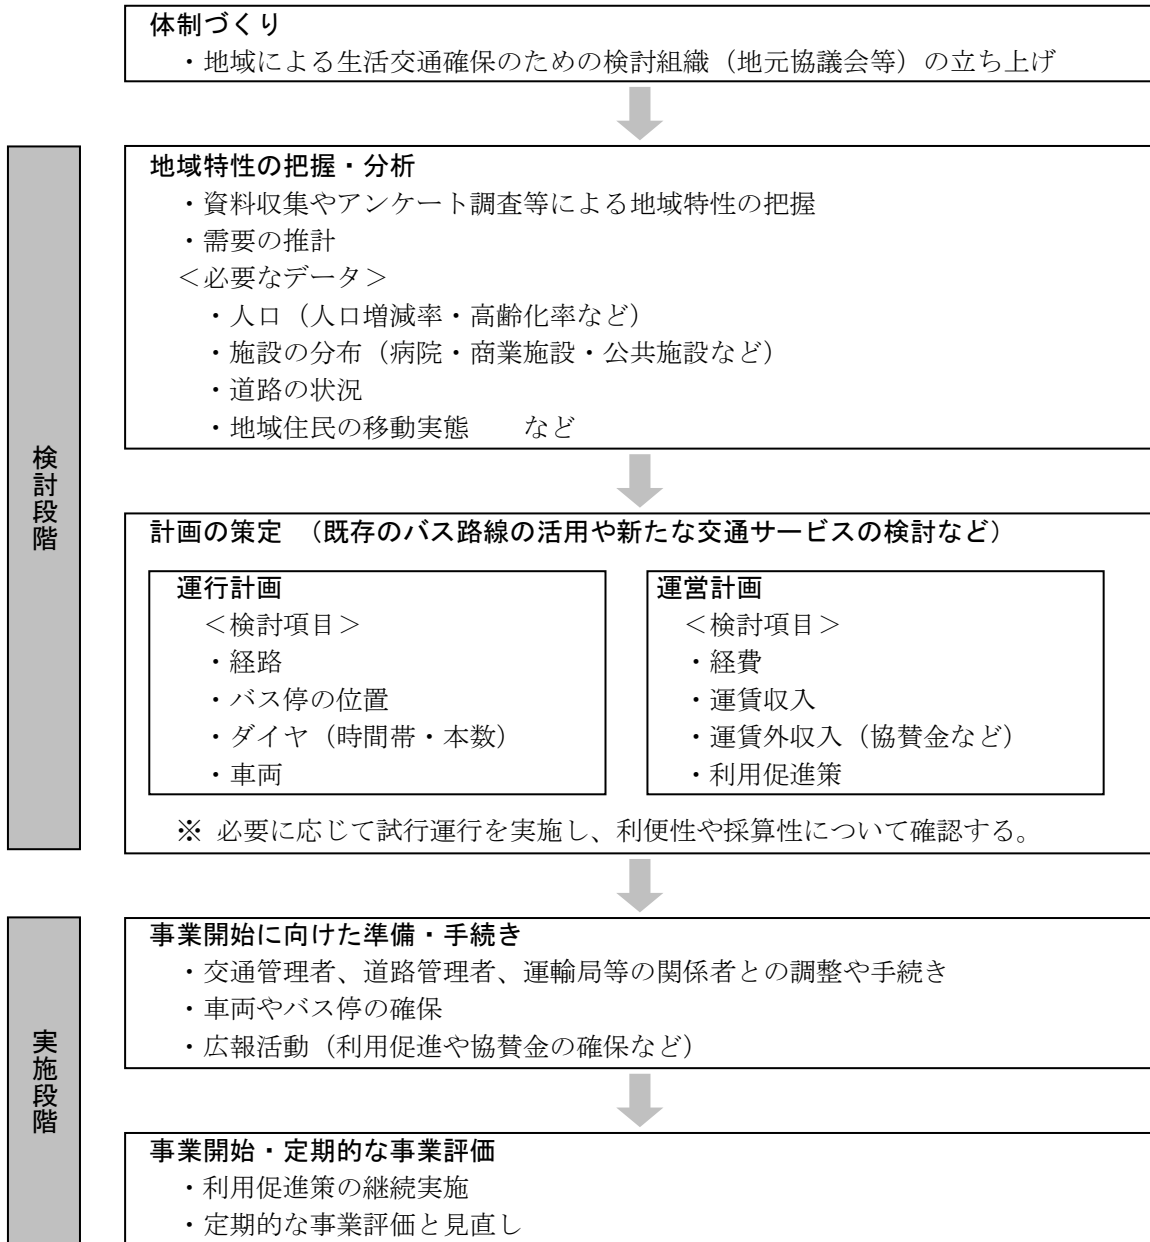 体制づくり
・地域による生活交通確保のための検討組織（地元協議会等）の立ち上げ
検討段階
地域特性の把握・分析
・資料収集やアンケート調査等による地域特性の把握
・需要の推計
＜必要なデータ＞
・人口（人口増減率・高齢化率など）
・施設の分布（病院・商業施設・公共施設など）
・道路の状況
・地域住民の移動実態　　など
計画の策定　（既存のバス路線の活用や新たな交通サービスの検討など）
運行計画
＜検討項目＞
・経路
・バス停の位置
・ダイヤ（時間帯・本数）
・車両
運営計画
＜検討項目＞
・経費
・運賃収入
・運賃外収入（協賛金など）
・利用促進策
※ 必要に応じて試行運行を実施し、利便性や採算性について確認する。
実施段階
事業開始に向けた準備・手続き
・交通管理者、道路管理者、運輸局等の関係者との調整や手続き
・車両やバス停の確保
・広報活動（利用促進や協賛金の確保など）
事業開始・定期的な事業評価
・利用促進策の継続実施
・定期的な事業評価と見直し